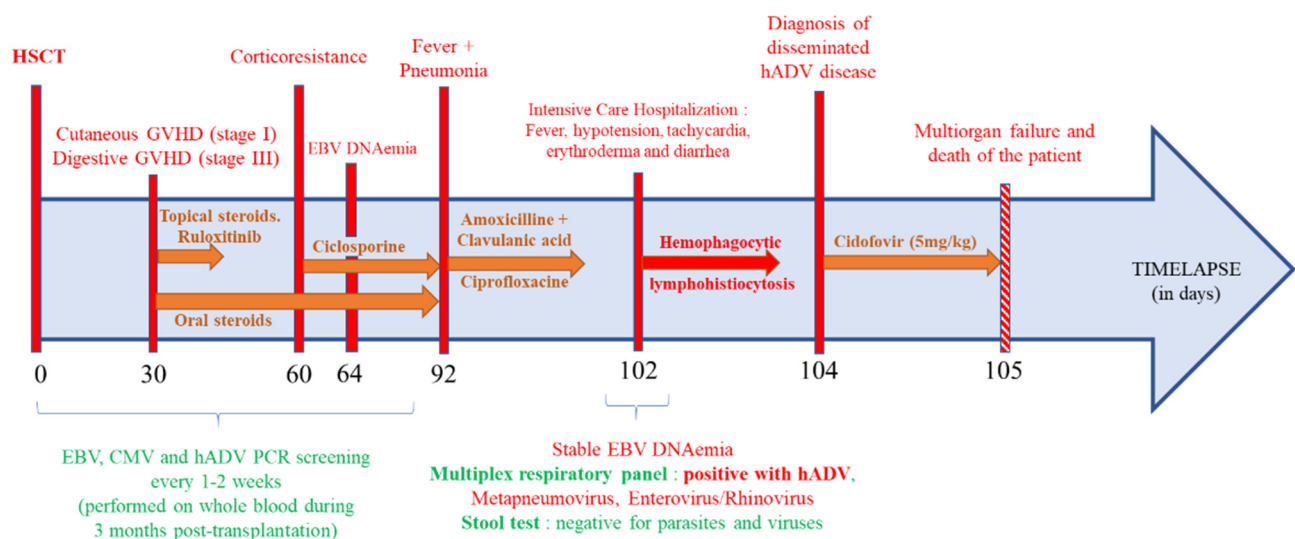 HSCT
Cutaneous GVHD (stage I)
Digestive GVHD (stage III)
Corticoresistance
EBV DNAemia
Fever +
Pneumonia
Intensive Care Hospitalization :
Fever, hypotension, tachycardia,
erythroderma and diarrhea
Diagnosis of
disseminated
hADV disease
Multiorgan failure and
death of the patient
Topical steroids.
Ruloxitinib
Oral steroids
Ciclosporine
Amoxicilline +
Clavulanic acid
Ciprofloxacine
Hemophagocytic
lymphohistiocytosis
Cidofovir (5mg/kg)
TIMELAPSE
(in days)
0
30
60
64
92
102
104
105
EBV, CMV and hADV PCR screening
every 1-2 weeks
(performed on whole blood during
3 months post-transplantation)
Stable EBV DNAemia
Multiplex respiratory panel : positive with hADV,
Metapneumovirus, Enterovirus/Rhinovirus
Stool test : negative for parasites and viruses